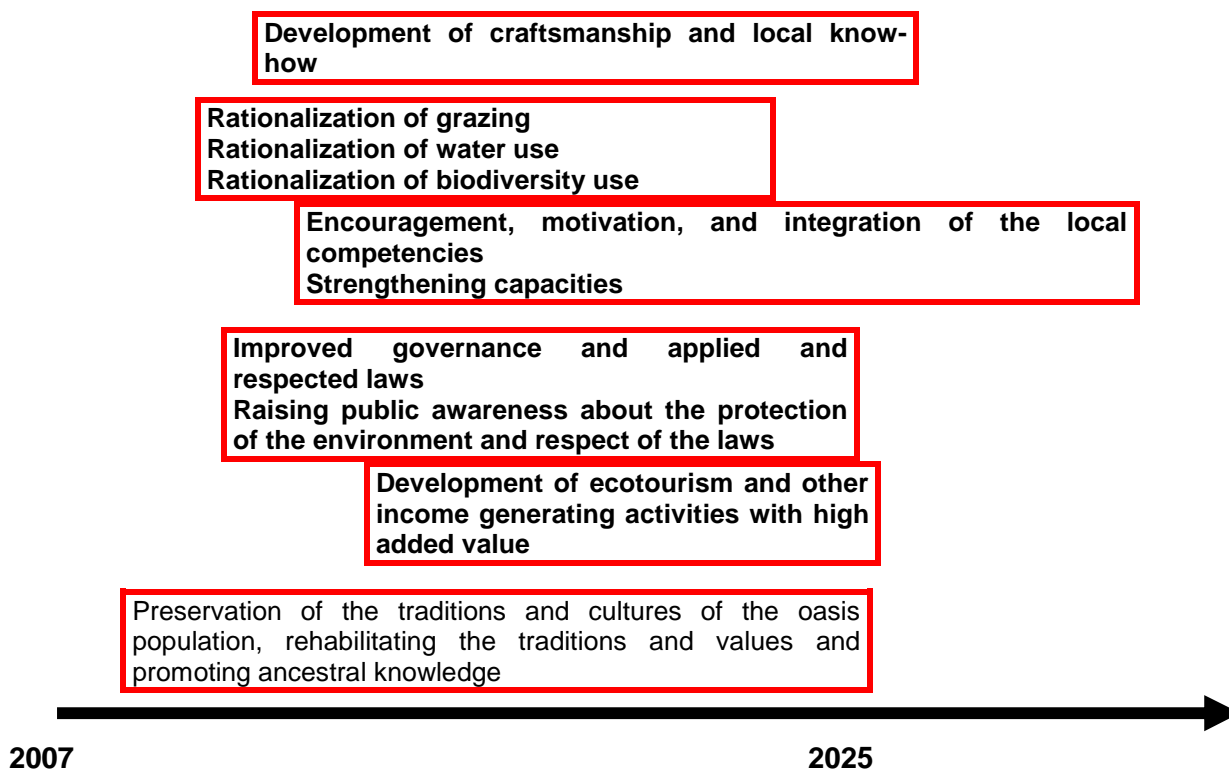 Development of craftsmanship and local know-
how
Rationalization of grazing
Rationalization of water use
Rationalization of biodiversity use
Encouragement, motivation, and integration of the local
competencies
Strengthening capacities
Improved governance and applied and
respected laws
Raising public awareness about the protection
of the environment and respect of the laws
Development of ecotourism and other
income generating activities with high
added value
Preservation of the traditions and cultures of the oasis
population, rehabilitating the traditions and values and
promoting ancestral knowledge
2007 2025